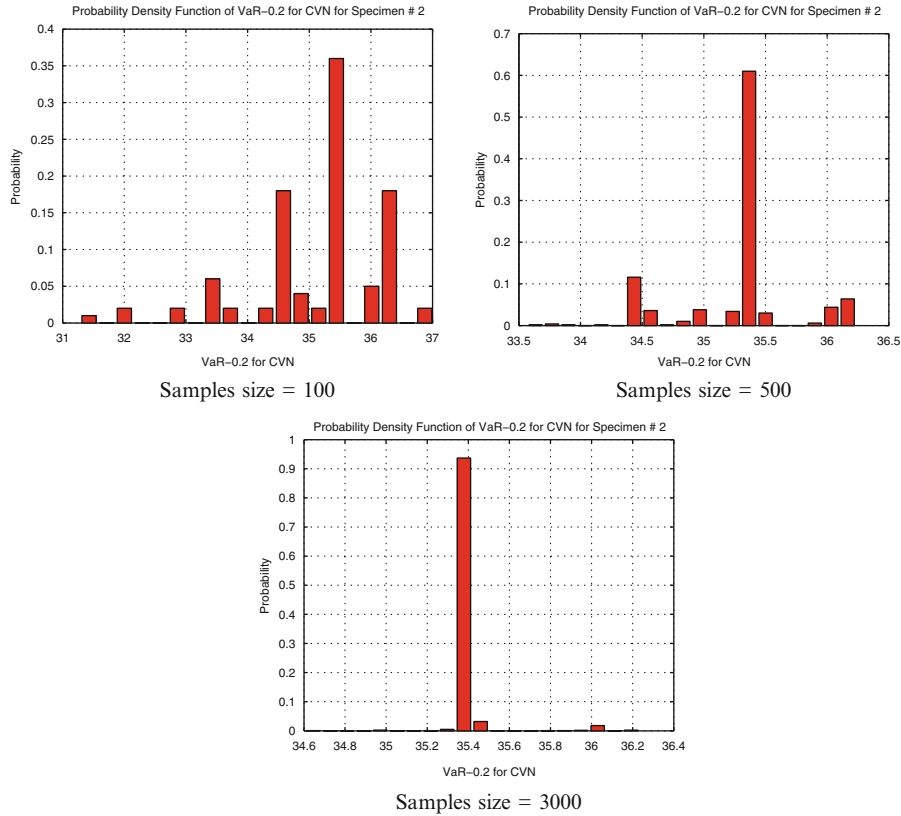 Probability Density Function of VaR−0.2 for CVN for Specimen # 2
0.4
0.35
0.3
0.25
0.2
0.15
0.1
0.05
0
Probability
31 32 33 34 35 36 37
VaR−0.2 for CVN
Samples size = 100
Probability Density Function of VaR−0.2 for CVN for Specimen # 2
0.7
0.6
0.5
0.4
0.3
0.2
0.1
0
Probability
33.5 34 34.5 35 35.5 36 36.5
VaR−0.2 for CVN
Samples size = 500
Probability Density Function of VaR−0.2 for CVN for Specimen # 2
1
0.9
0.8
0.7
0.6
0.5
0.4
0.3
0.2
0.1
0
Probability
34.6 34.8 35 35.2 35.4 35.6 35.8 36 36.2 36.4
VaR−0.2 for CVN
Samples size = 3000